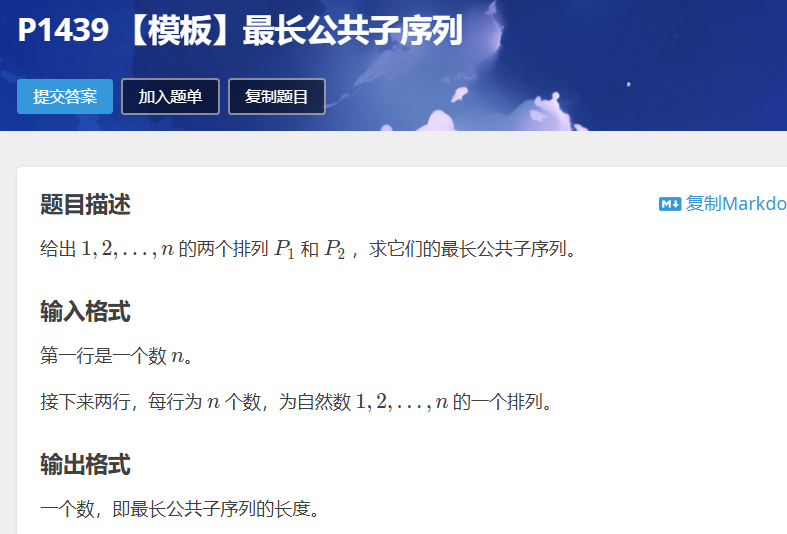 P1439 【模板】最长公共子序列
提交答案 加入题单 复制题目
题目描述 复制Markdo
给出 1, 2, …, n 的两个排列 P₁ 和 P₂ ，求它们的最长公共子序列。
输入格式
第一行是一个数 n。
接下来两行，每行为 n 个数，为自然数 1, 2, …, n 的一个排列。
输出格式
一个数，即最长公共子序列的长度。